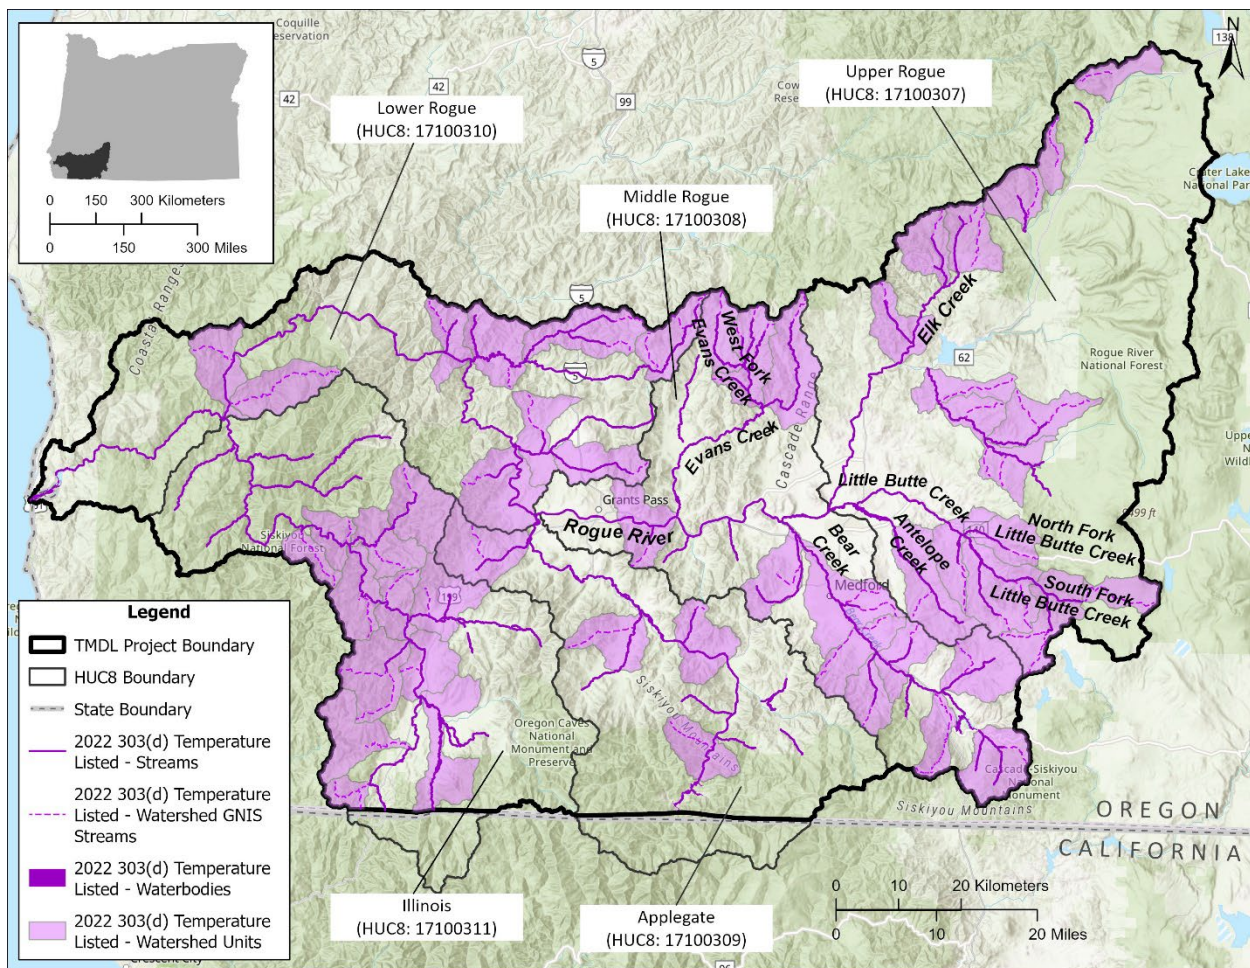 Coquille
Reservation
0 150 300 Kilometers
0 150 300 Miles
42
42
5
99
138
N
Lower Rogue
(HUC8: 17100310)
Upper Rogue
(HUC8: 17100307)
Middle Rogue
(HUC8: 17100308)
Crater Lake
National Par
Coastal Ranges
5
5
West Fork
Evans Creek
Evans Creek
Cascade Range
Elk Creek
62
Rogue River
National Forest
Grants Pass
Rogue River
Little Butte Creek
Antelope
Creek
Bear
Creek
Medford
140
North Fork
Little Butte Creek
South Fork
Little Butte Creek
Siskiyou
National Forest
199
Siskiyou Mountains
Oregon Caves
National
Monument and
Preserve
Cascade-Siskiyou
National
Monument
Siskiyou Mountains
OREGON
CALIFORNIA
Legend
TMDL Project Boundary
HUC8 Boundary
State Boundary
2022 303(d) Temperature
Listed - Streams
2022 303(d) Temperature
Listed - Watershed GNIS
Streams
2022 303(d) Temperature
Listed - Waterbodies
2022 303(d) Temperature
Listed - Watershed Units
Illinois
(HUC8: 17100311)
Applegate
(HUC8: 17100309)
0 10 20 Kilometers
0 10 20 Miles
96
Crescent City